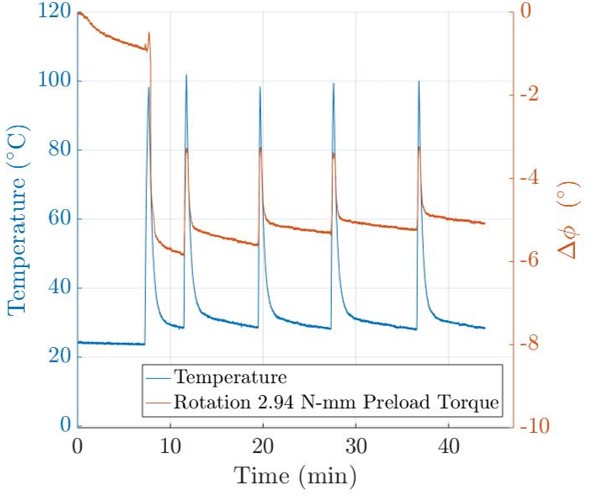 120
100
80
60
40
20
0
Temperature (°C)
0
-2
-4
-6
-8
-10
Δϕ (°)
Temperature
Rotation 2.94 N-mm Preload Torque
0 10 20 30 40
Time (min)